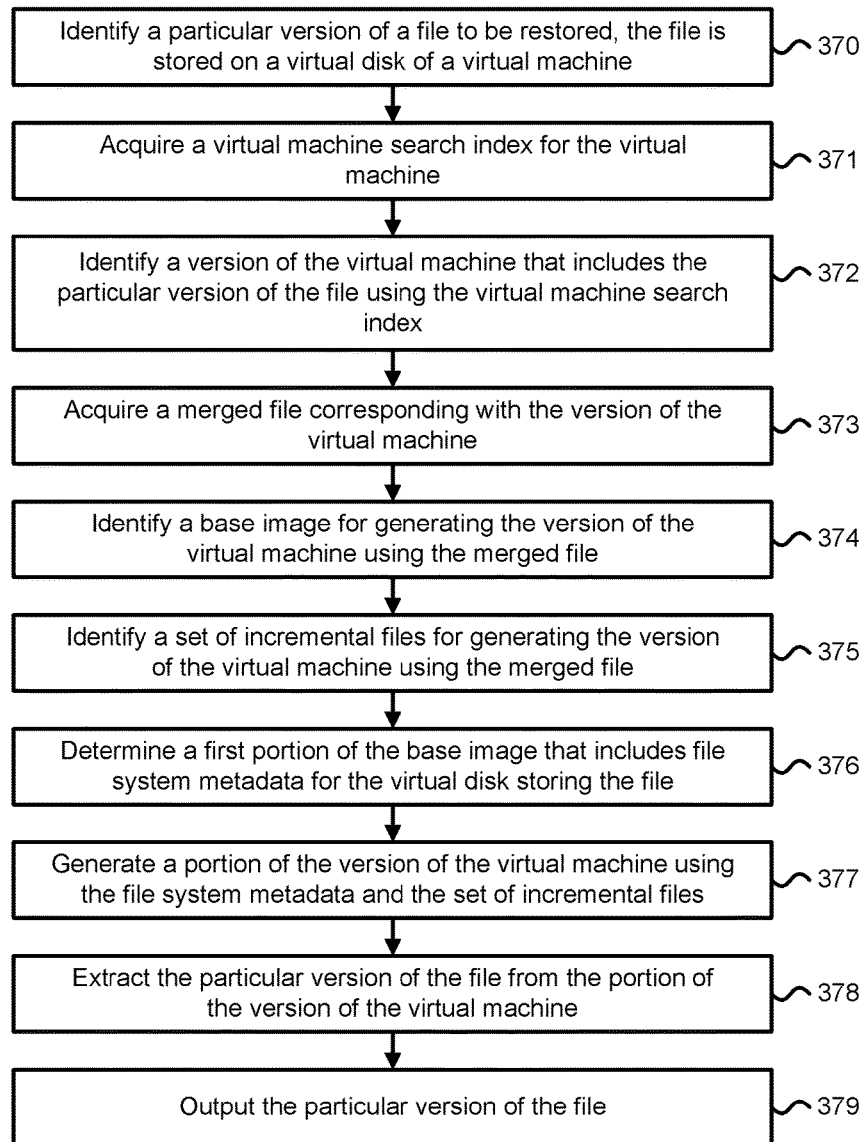 Identify a particular version of a file to be restored, the file is
stored on a virtual disk of a virtual machine
370
Acquire a virtual machine search index for the virtual
machine
371
Identify a version of the virtual machine that includes the
particular version of the file using the virtual machine search
index
372
Acquire a merged file corresponding with the version of the
virtual machine
373
Identify a base image for generating the version of the
virtual machine using the merged file
374
Identify a set of incremental files for generating the version
of the virtual machine using the merged file
375
Determine a first portion of the base image that includes file
system metadata for the virtual disk storing the file
376
Generate a portion of the version of the virtual machine using
the file system metadata and the set of incremental files
377
Extract the particular version of the file from the portion of
the version of the virtual machine
378
Output the particular version of the file
379